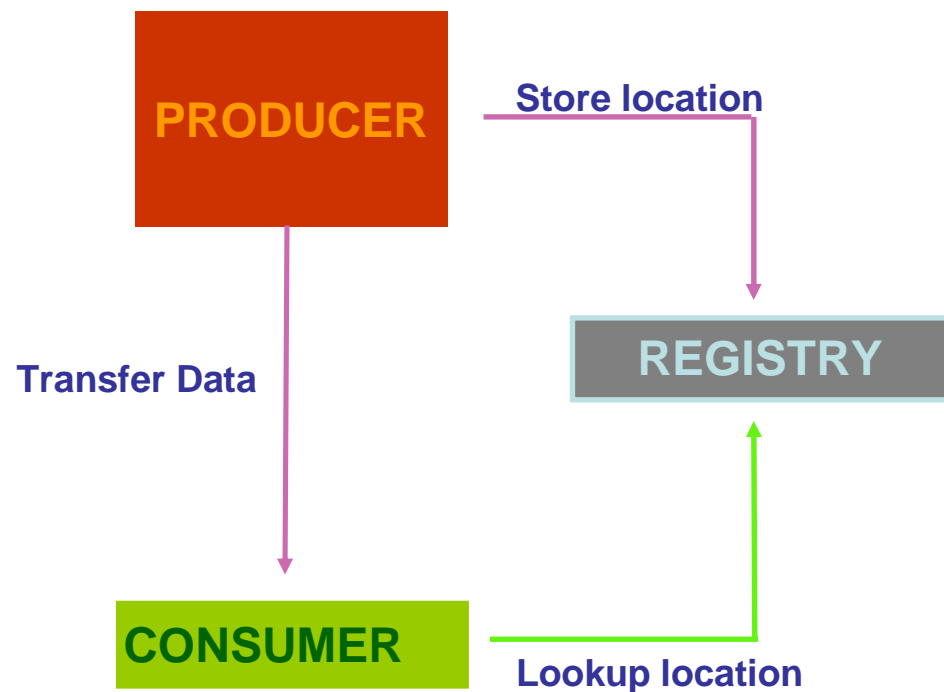 PRODUCER
Store location
REGISTRY
Transfer Data
CONSUMER
Lookup location